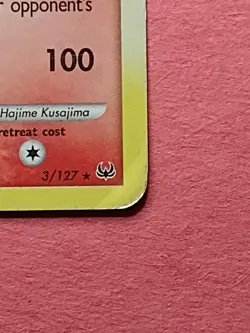 opponent's
100
Hajime Kusajima
retreat cost
3/127 ★